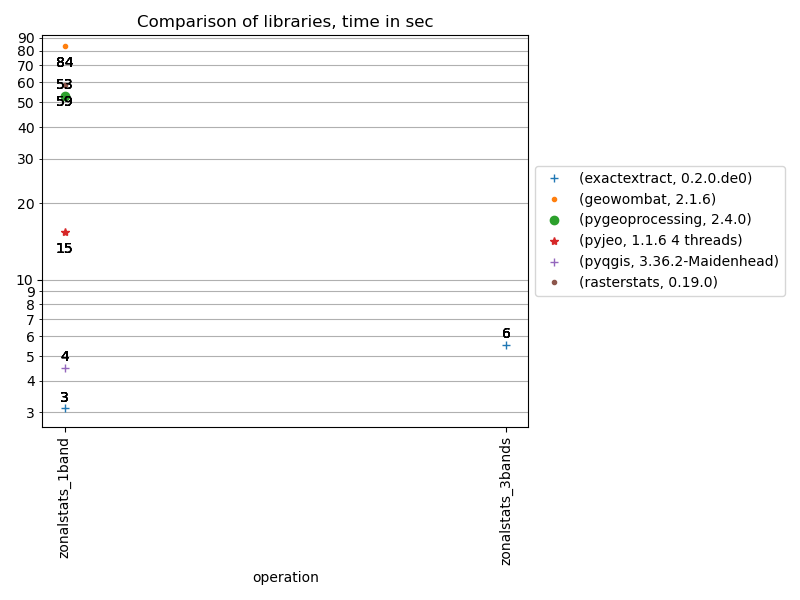 Comparison of libraries, time in sec
90
80
70
60
50
40
30
20
10
9
8
7
6
5
4
3
84
53
59
15
4
3
6
zonalstats_1band
zonalstats_3bands
operation
(exactextract, 0.2.0.de0)
(geowombat, 2.1.6)
(pygeoprocessing, 2.4.0)
(pyjeo, 1.1.6 4 threads)
(pyqgis, 3.36.2-Maidenhead)
(rasterstats, 0.19.0)